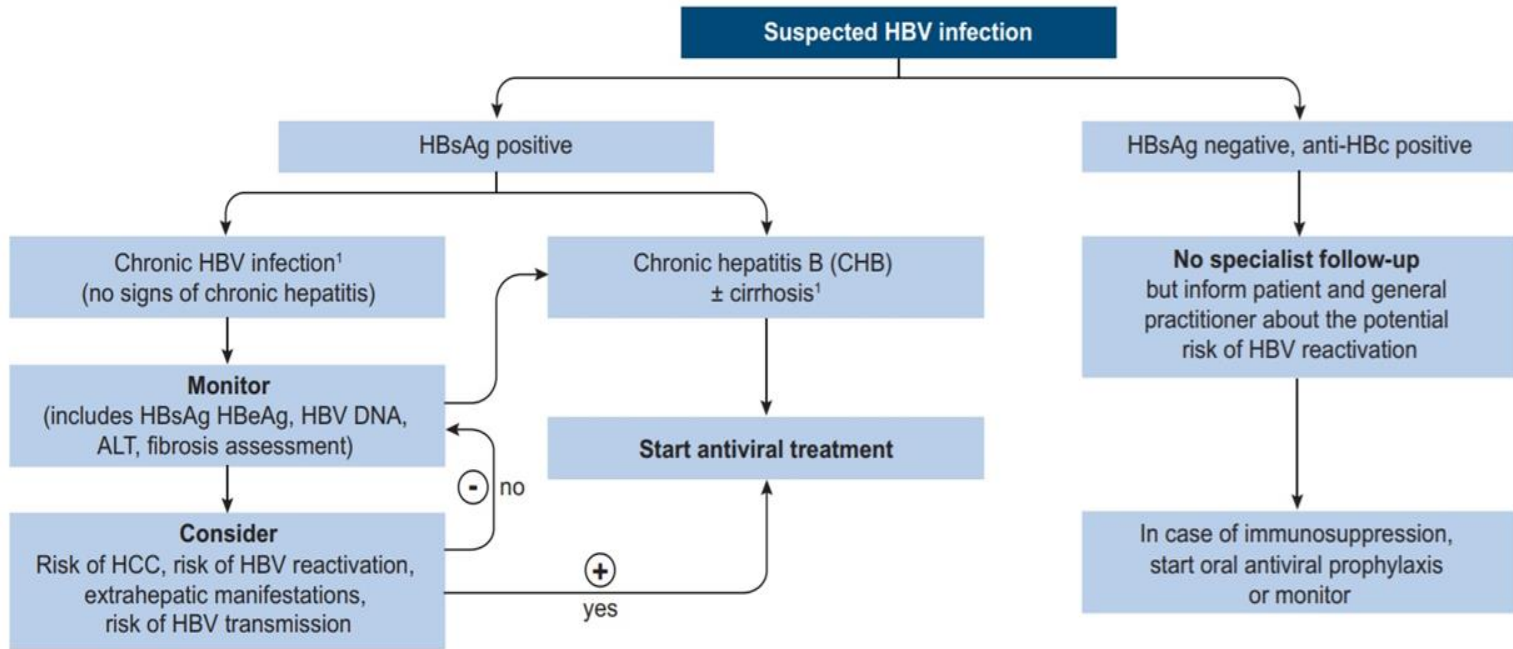 Suspected HBV infection
HBsAg positive
HBsAg negative, anti-HBc positive
Chronic HBV infection¹
(no signs of chronic hepatitis)
Chronic hepatitis B (CHB)
± cirrhosis¹
No specialist follow-up
but inform patient and general
practitioner about the potential
risk of HBV reactivation
Monitor
(includes HBsAg HBeAg, HBV DNA,
ALT, fibrosis assessment)
Start antiviral treatment
- no
Consider
Risk of HCC, risk of HBV reactivation,
extrahepatic manifestations,
risk of HBV transmission
+
yes
In case of immunosuppression,
start oral antiviral prophylaxis
or monitor